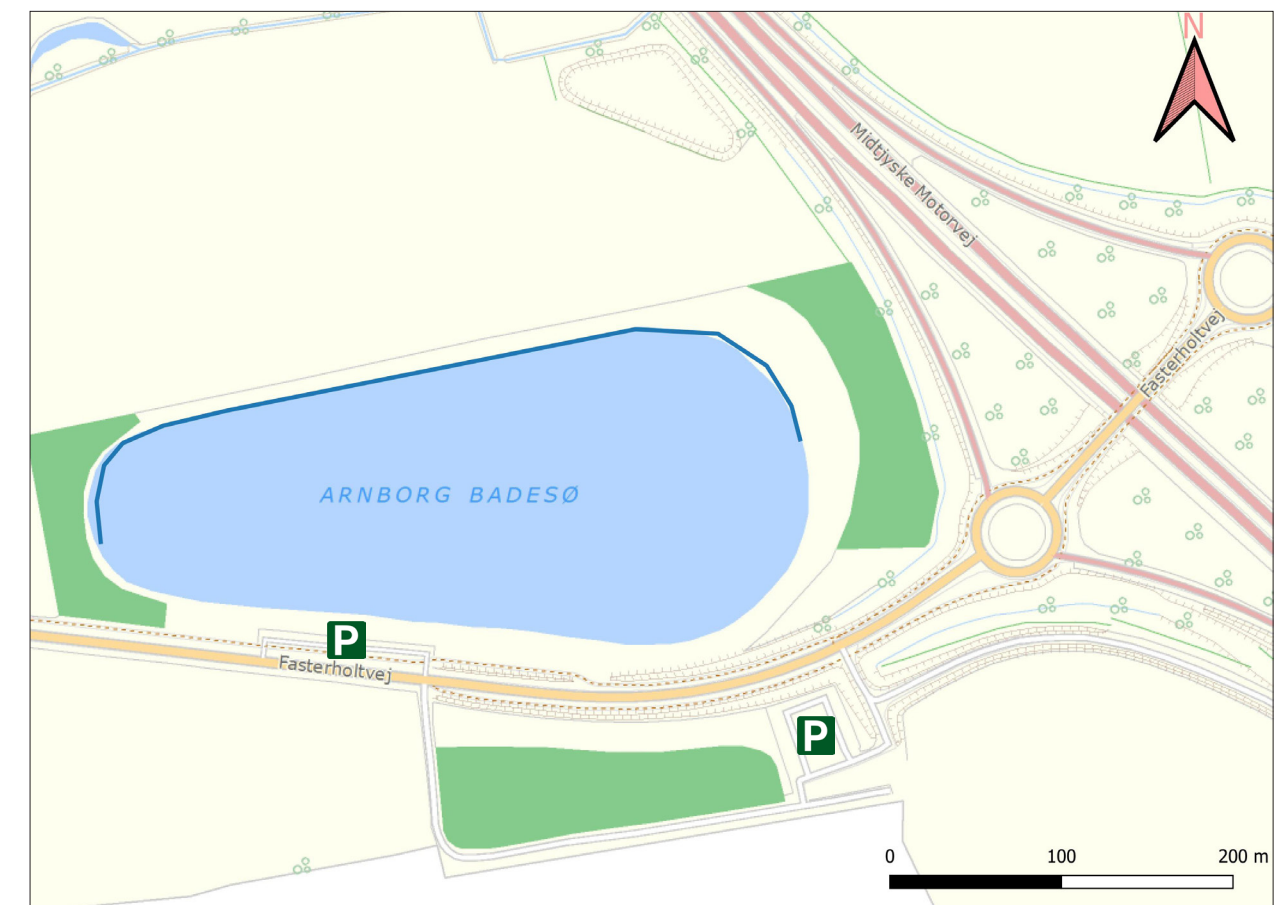 N
Midtjyske Motorvej
Fasterholtvej
ARNBORG BADESØ
P
Fasterholtvej
P
0 100 200 m